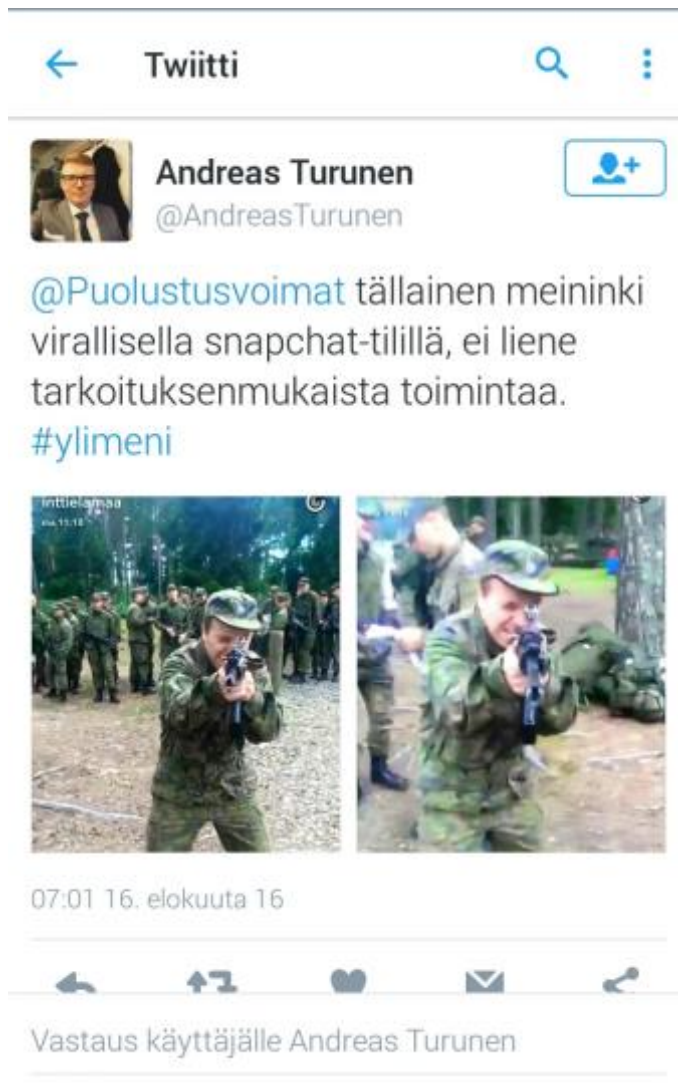 Twiitti
Andreas Turunen
@AndreasTurunen
@Puolustusvoimat tällainen meininki
virallisella snapchat-tilillä, ei liene
tarkoituksenmukaista toimintaa.
#ylimeni
inttielamaa
07:01 16. elokuuta 16
Vastaus käyttäjälle Andreas Turunen